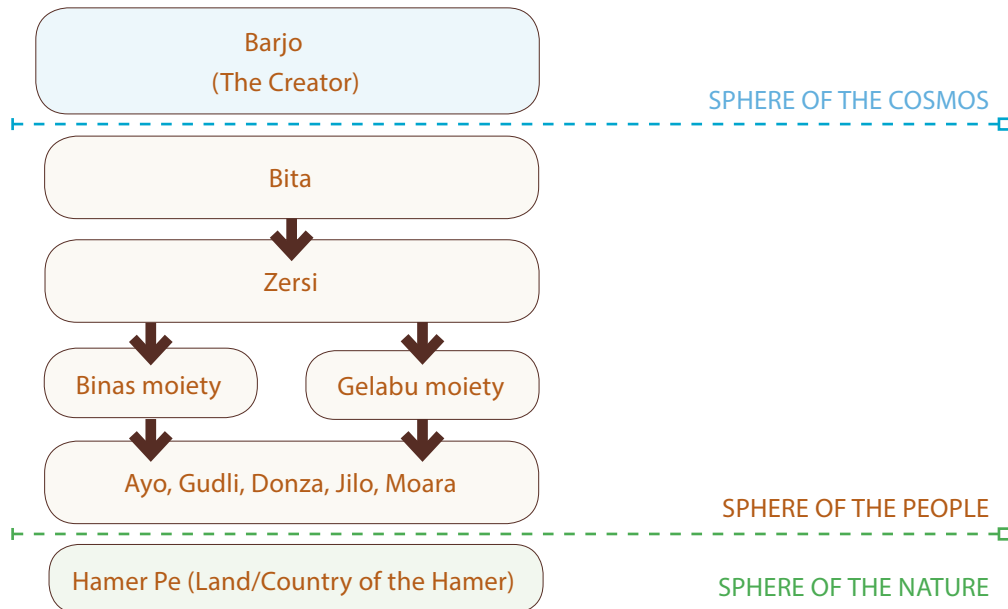 Barjo
(The Creator)
SPHERE OF THE COSMOS
Bita
Zersi
Binas moiety
Gelabu moiety
Ayo, Gudli, Donza, Jilo, Moara
SPHERE OF THE PEOPLE
Hamer Pe (Land/Country of the Hamer)
SPHERE OF THE NATURE